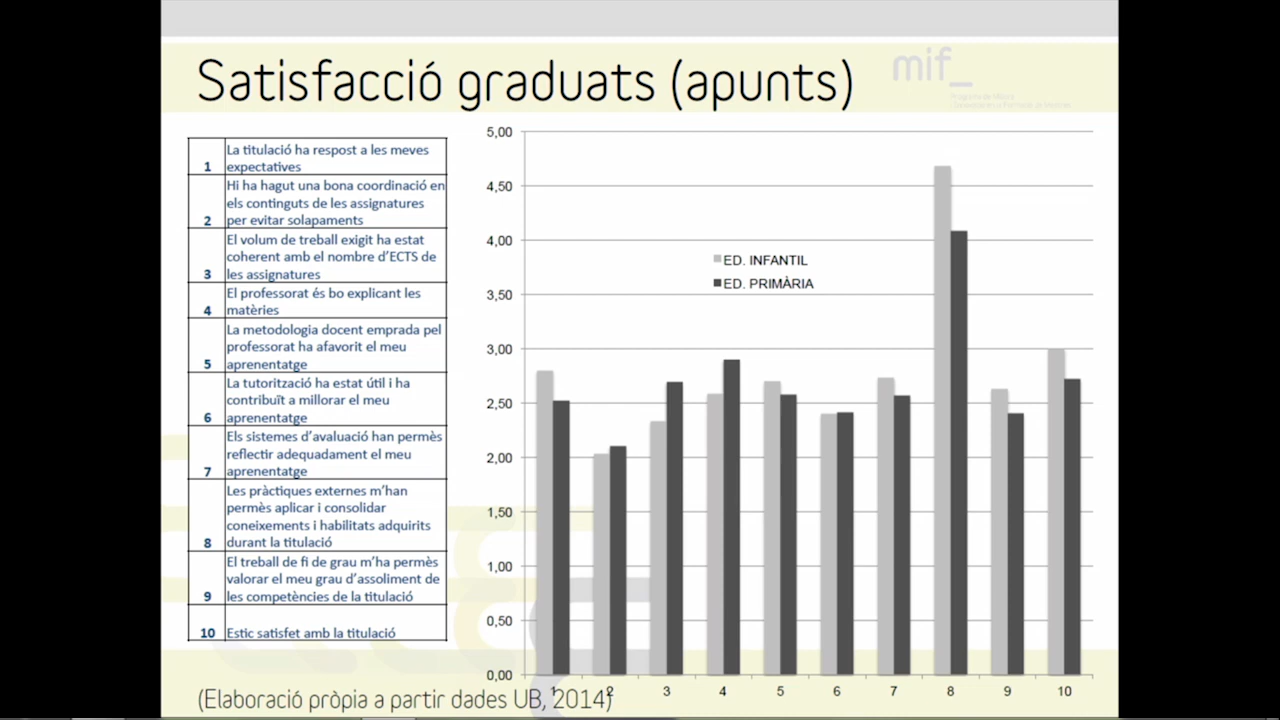 Satisfacció graduats (apunts)
mif_
1 La titulació ha respost a les meves
expectatives
2 Hi ha hagut una bona coordinació en
els continguts de les assignatures
per evitar solapaments
3 El volum de treball exigit ha estat
coherent amb el nombre d'ECTS de
les assignatures
4 El professorat és bo explicant les
matèries
5 La metodologia docent emprada pel
professorat ha afavorit el meu
aprenentatge
6 La tutorització ha estat útil i ha
contribuït a millorar el meu
aprenentatge
7 Els sistemes d'avaluació han permès
reflectir adequadament el meu
aprenentatge
8 Les pràctiques externes m'han
permès aplicar i consolidar
coneixements i habilitats adquirits
durant la titulació
9 El treball de fi de grau m'ha permès
valorar el meu grau d'assoliment de
les competències de la titulació
10 Estic satisfet amb la titulació
5,00
4,50
4,00
3,50
3,00
2,50
2,00
1,50
1,00
0,50
0,00
ED. INFANTIL
ED. PRIMÀRIA
1 2 3 4 5 6 7 8 9 10
(Elaboració pròpia a partir dades UB, 2014)